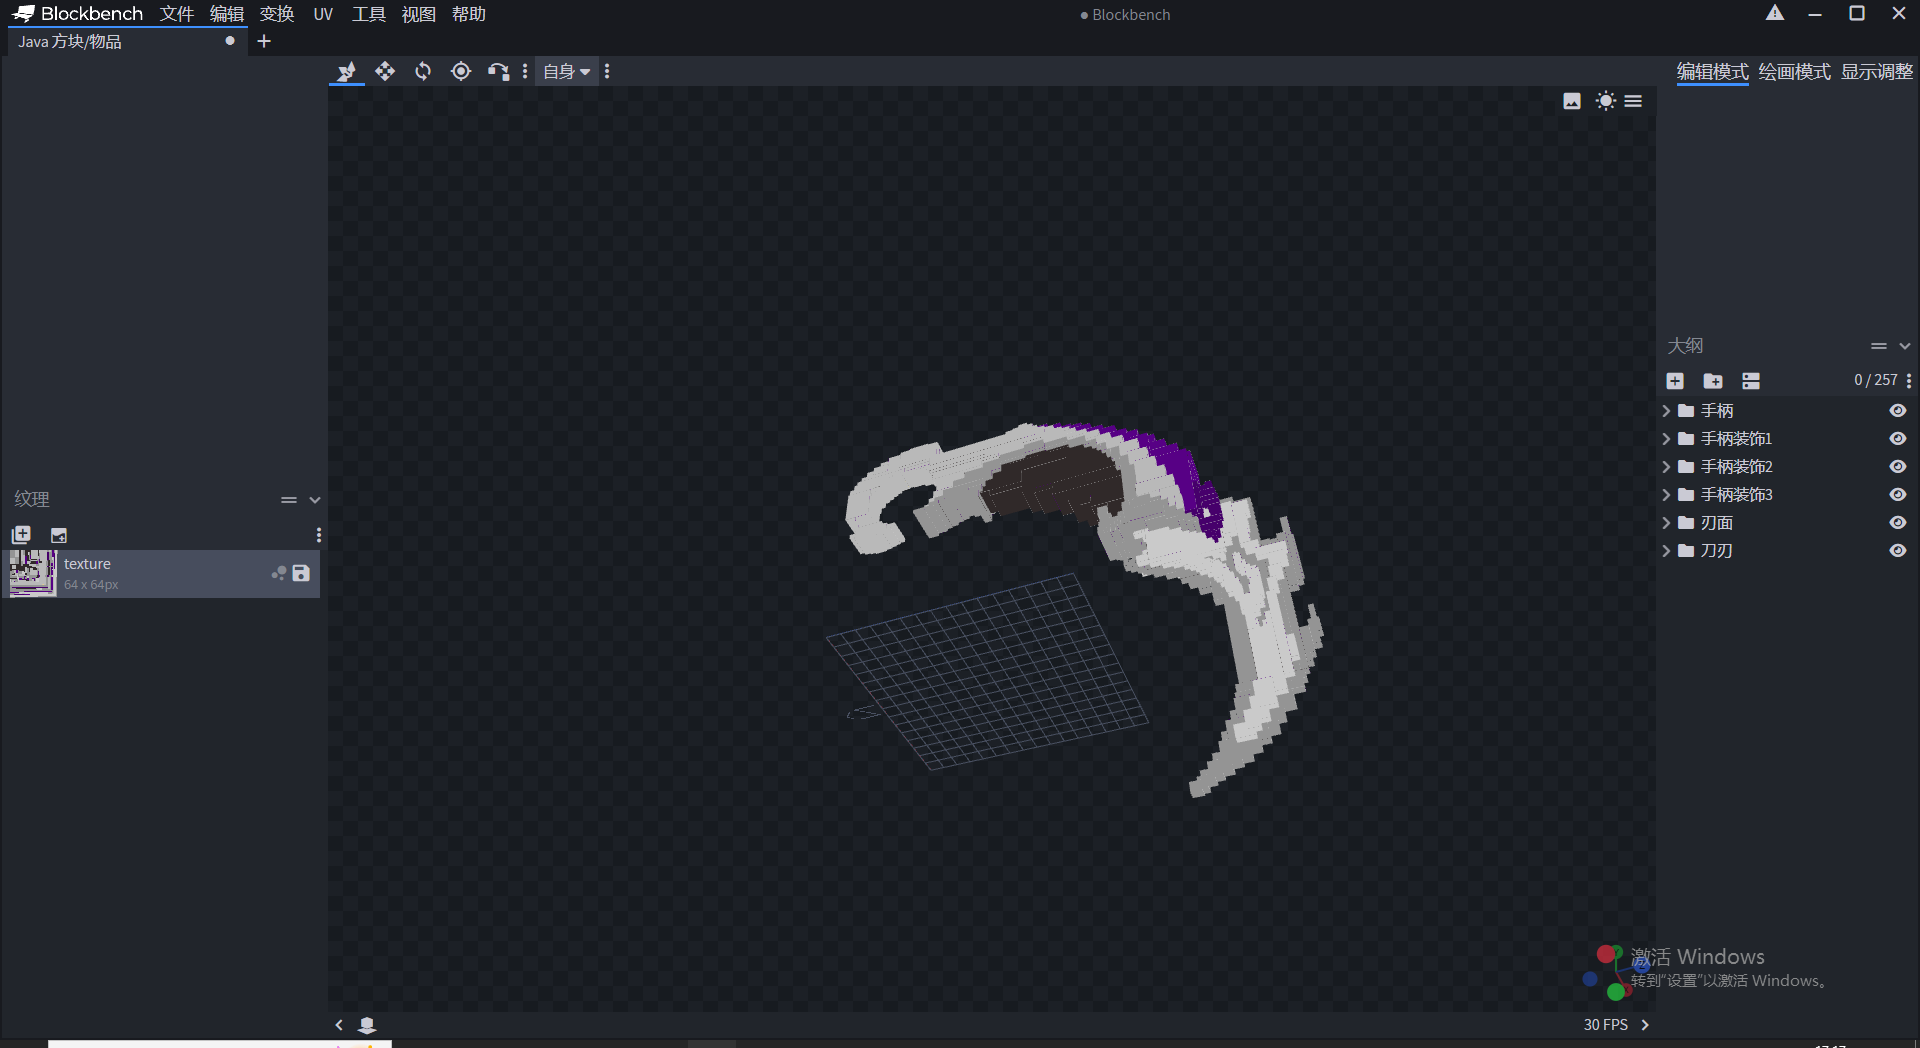 Blockbench 文件 编辑 变换 UV 工具 视图 帮助
● Blockbench
Java 方块/物品
自身
编辑模式 绘画模式 显示调整
大纲
0 / 257
手柄
手柄装饰1
手柄装饰2
手柄装饰3
刃面
刀刃
纹理
texture
64 x 64px
激活 Windows
转到“设置”以激活 Windows。
30 FPS